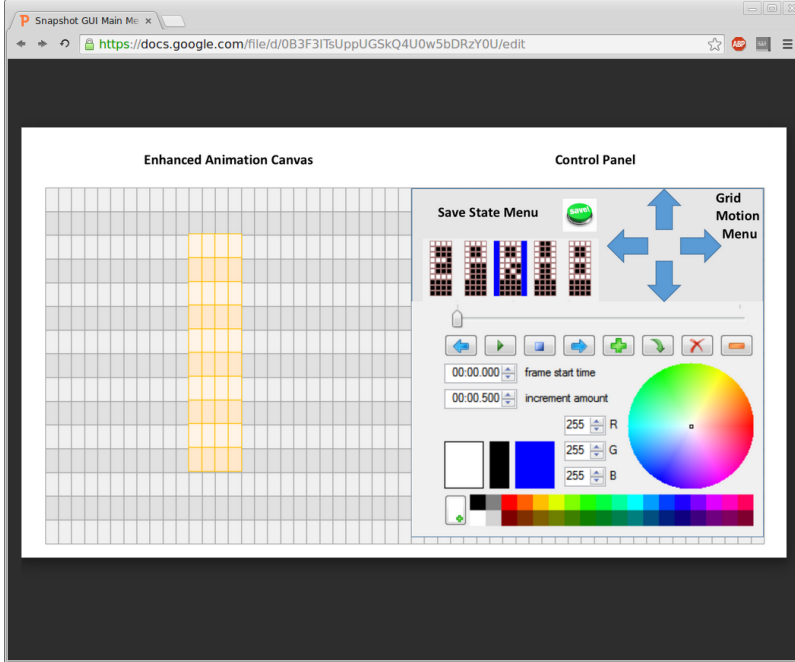 Snapshot GUI Main Me
https://docs.google.com/file/d/0B3F3ITsUppUGSkQ4U0w5bDRzY0U/edit
ABP
Enhanced Animation Canvas
Control Panel
Save State Menu
save!
Grid
Motion
Menu
00:00.000 frame start time
00:00.500 increment amount
255 R
255 G
255 B